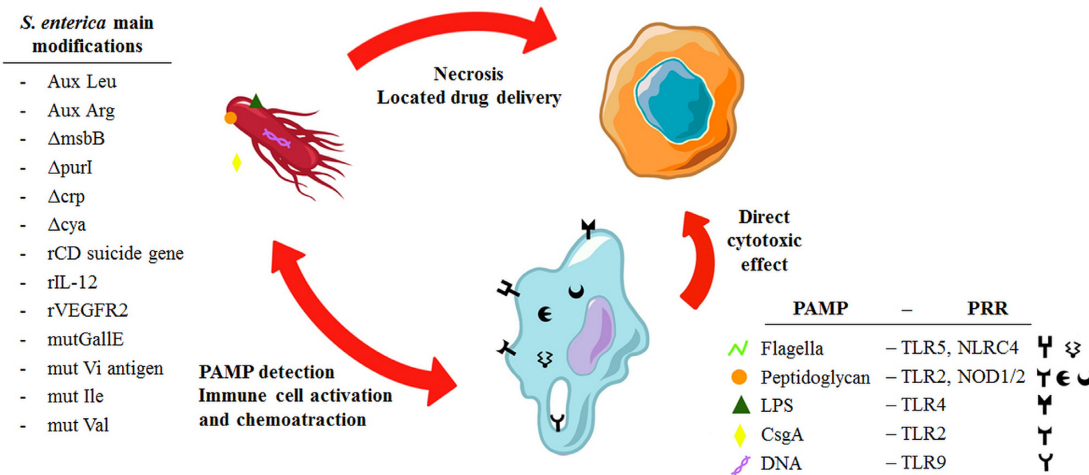 S. enterica main
modifications
- Aux Leu
- Aux Arg
- ΔmsbB
- ΔpurI
- Δcrp
- Δcya
- rCD suicide gene
- rIL-12
- rVEGFR2
- mutGallE
- mut Vi antigen
- mut Ile
- mut Val
Necrosis
Located drug delivery
PAMP detection
Immune cell activation
and chemoatraction
Direct
cytotoxic
effect
PAMP – PRR
Flagella – TLR5, NLRC4
Peptidoglycan – TLR2, NOD1/2
LPS – TLR4
CsgA – TLR2
DNA – TLR9